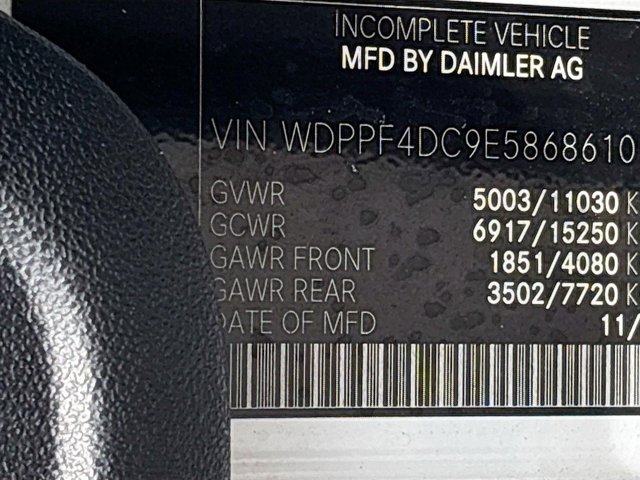 INCOMPLETE VEHICLE
MFD BY DAIMLER AG
VIN WDPPF4DC9E5868610
GVWR 5003/11030 K
GCWR 6917/15250 K
GAWR FRONT 1851/4080 K
GAWR REAR 3502/7720 K
DATE OF MFD 11/